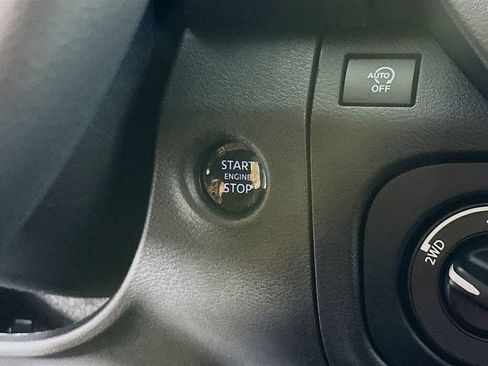 AUTO
OFF
START
ENGINE
STOP
2WD